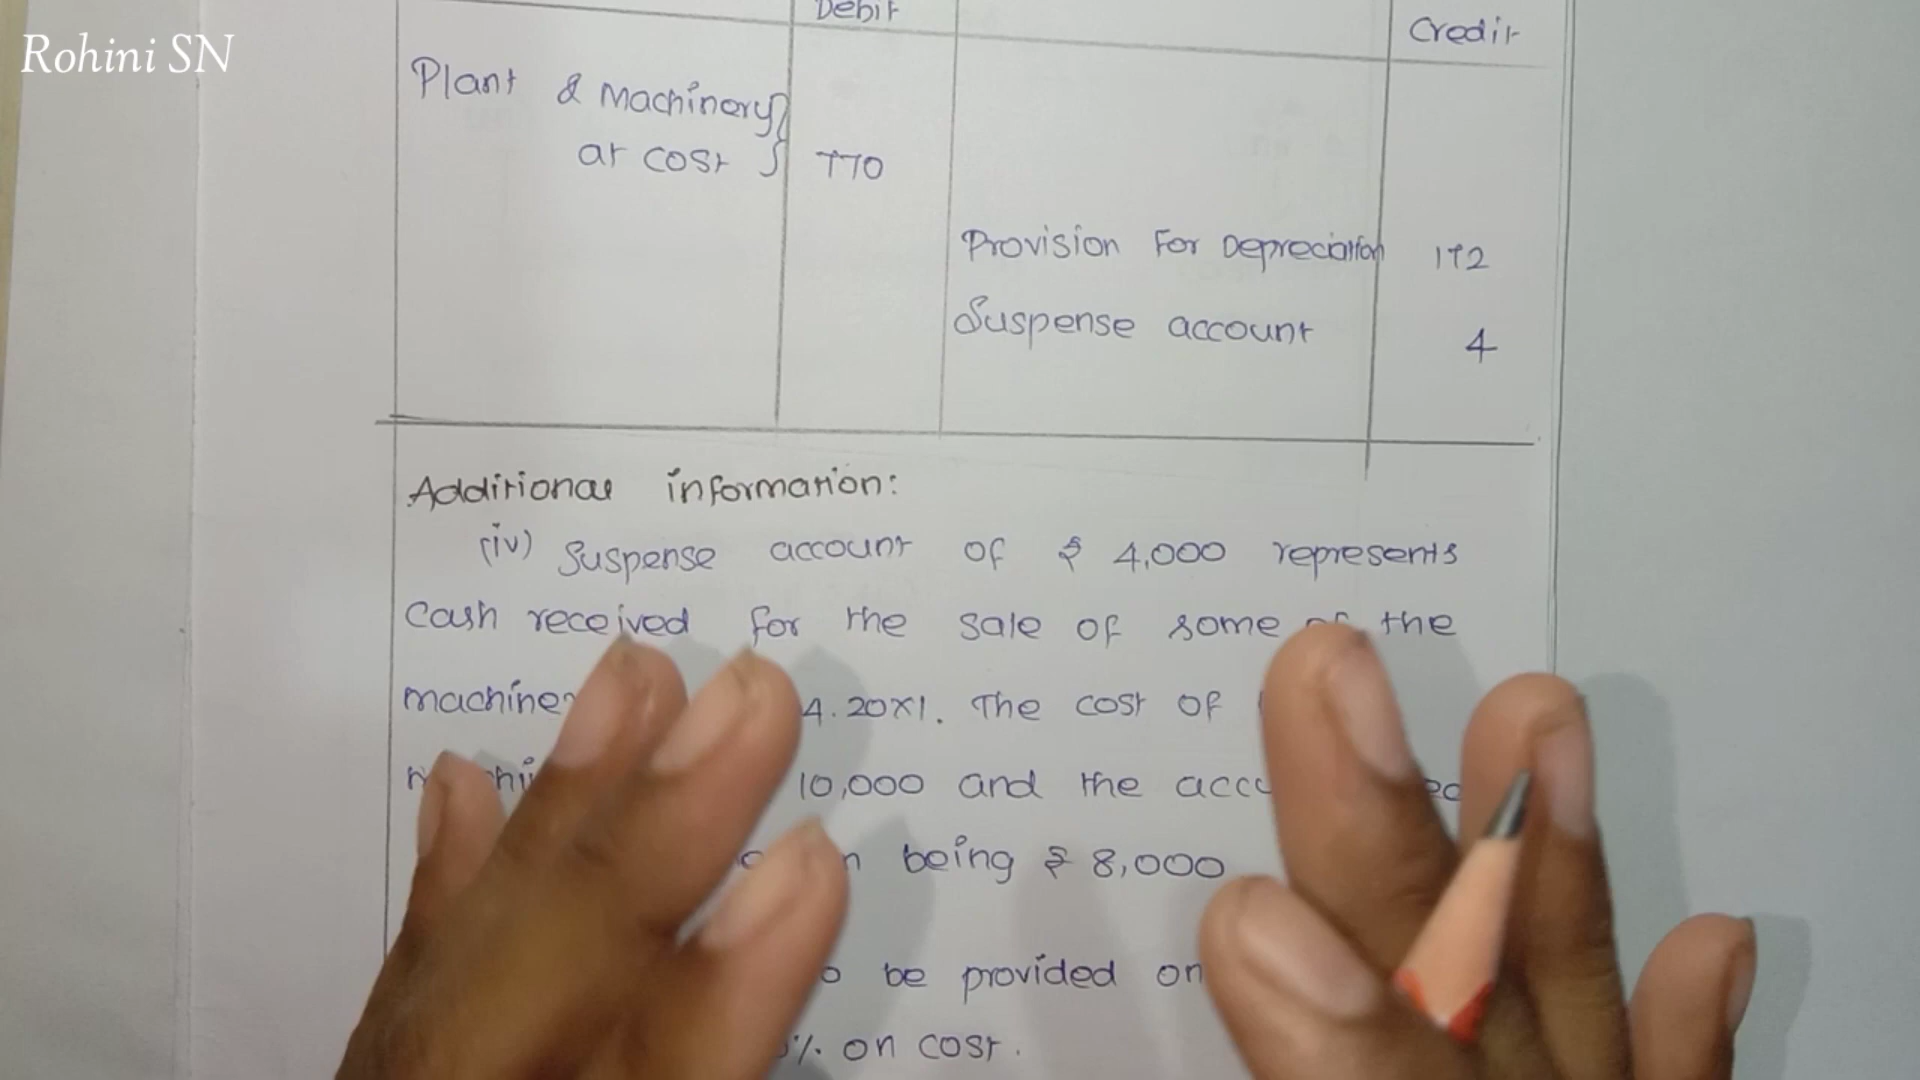 Rohini SN
Debit
Credit
Plant & Machinery
at cost 770
Provision For Depreciation 172
Suspense account 4
Additional information:
(iv) Suspense account of ₹ 4,000 represents
Cash received for the sale of some of the
4.20X1. The cost of
10,000 and the
being ₹ 8,000
be provided on
% on cost.